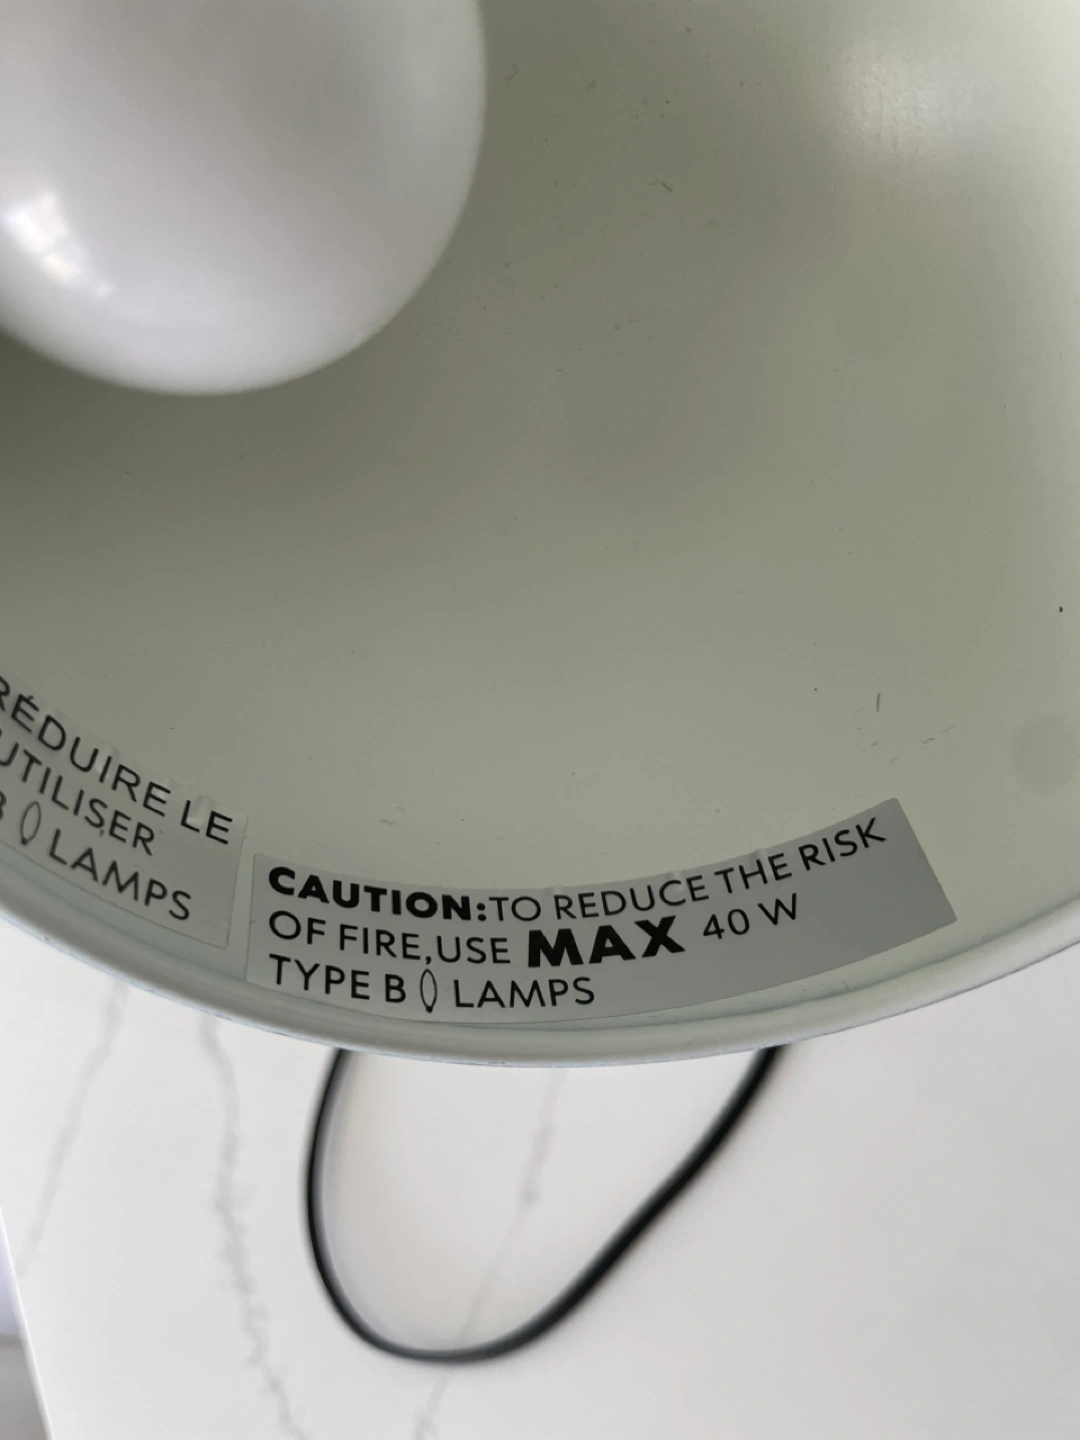 RÉDUIRE LE
UTILISER
B LAMPS
CAUTION:TO REDUCE THE RISK
OF FIRE,USE MAX 40 W
TYPE B LAMPS